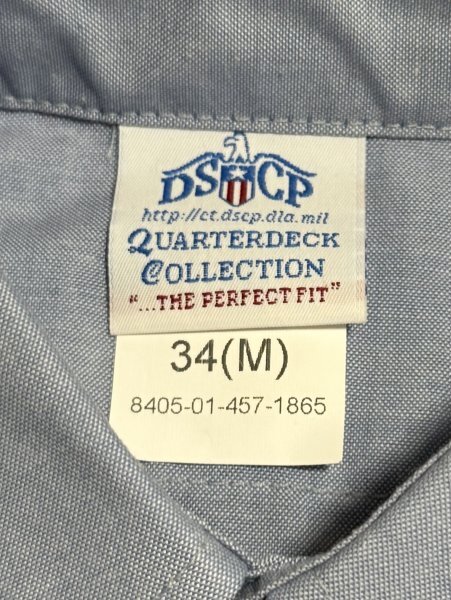 DSCP
http://ct.dscp.dla.mil
QUARTERDECK
COLLECTION
"...THE PERFECT FIT"
34(M)
8405-01-457-1865